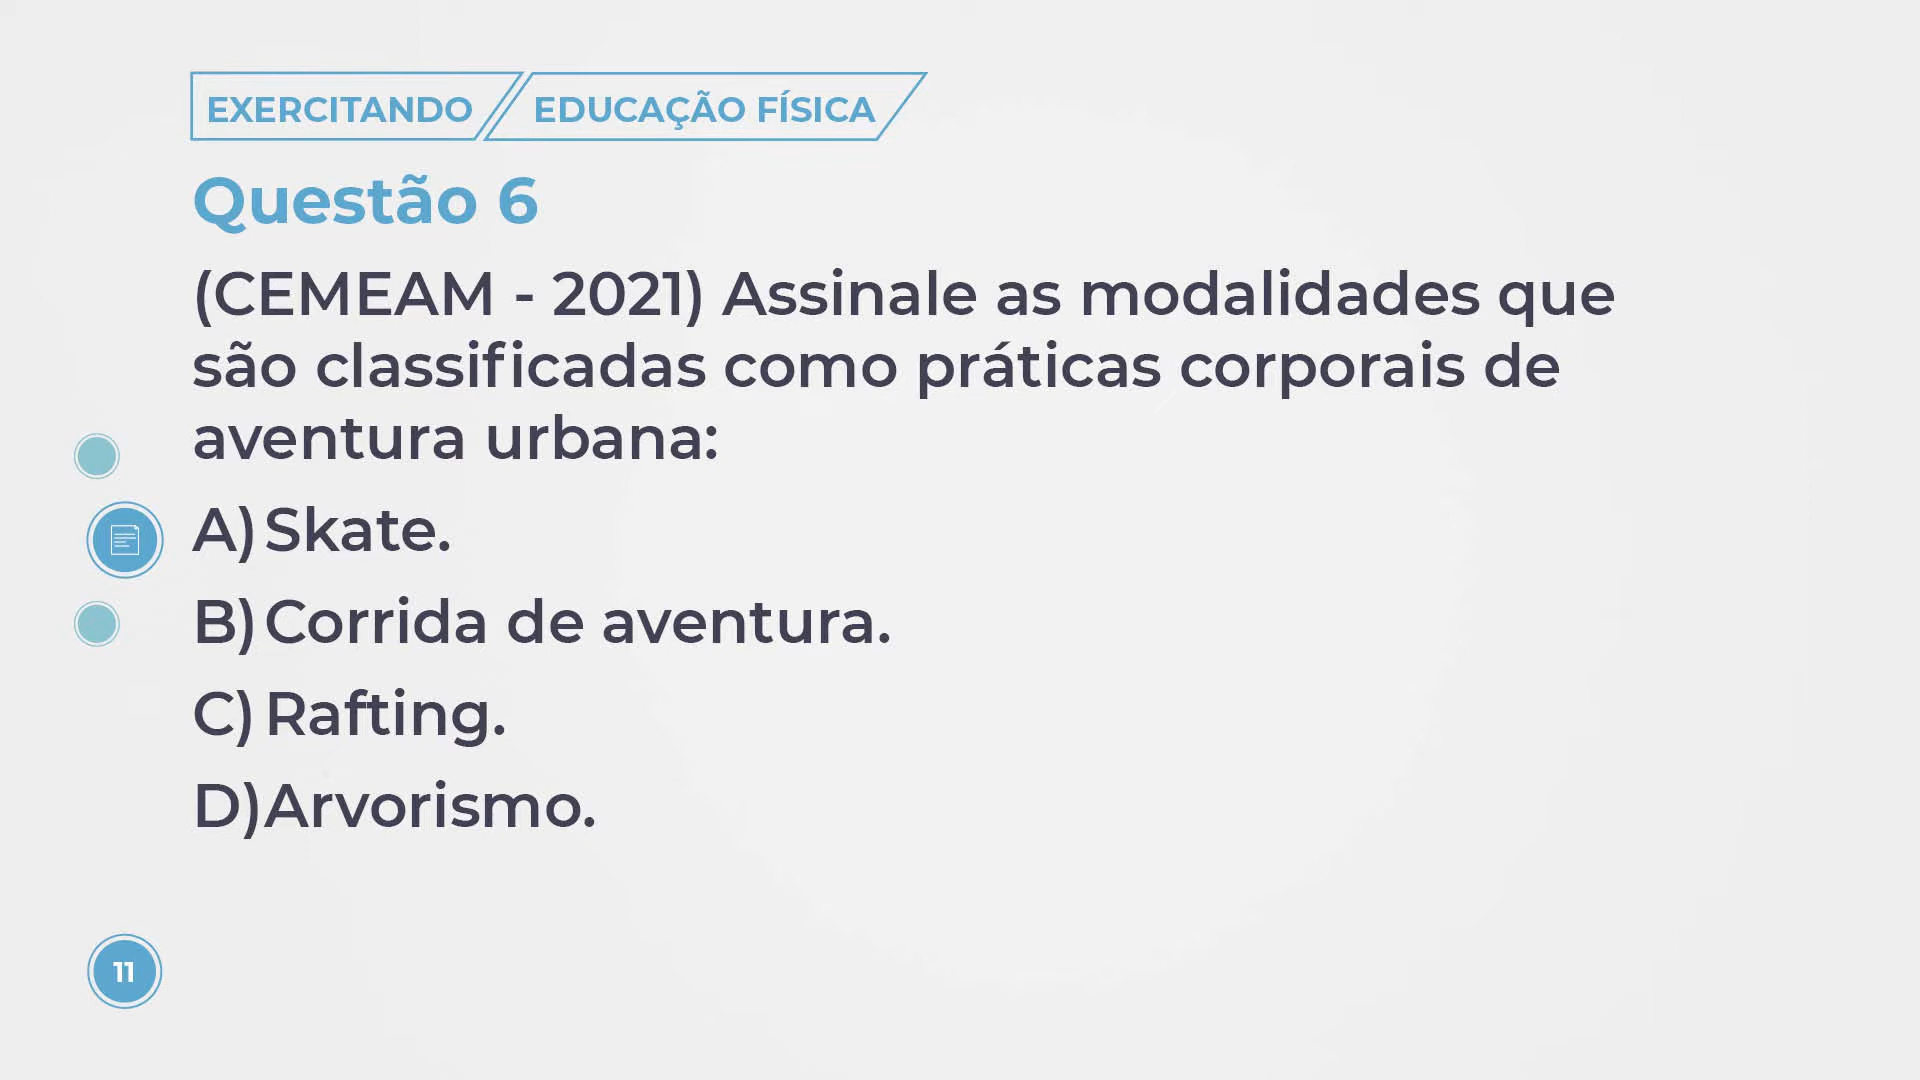 EXERCITANDO EDUCAÇÃO FÍSICA
Questão 6
(CEMEAM - 2021) Assinale as modalidades que
são classificadas como práticas corporais de
aventura urbana:
A) Skate.
B) Corrida de aventura.
C) Rafting.
D) Arvorismo.
11